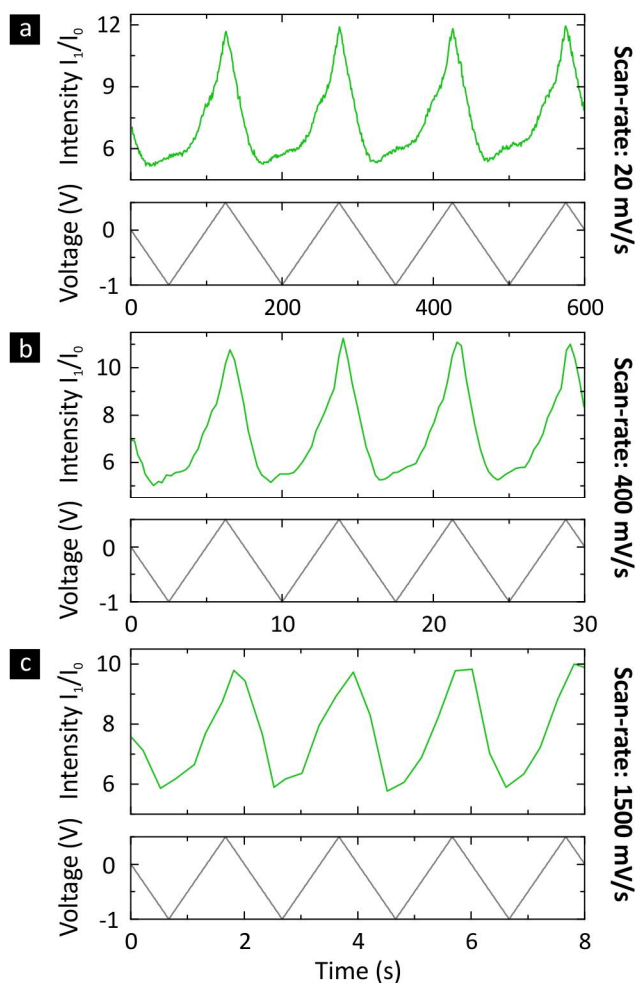 a
12
9
6
Intensity I₁/I₀
0
-1
Voltage (V)
0 200 400 600
Scan-rate: 20 mV/s
b
10
8
6
Intensity I₁/I₀
0
-1
Voltage (V)
0 10 20 30
Scan-rate: 400 mV/s
c
10
8
6
Intensity I₁/I₀
0
-1
Voltage (V)
0 2 4 6 8
Time (s)
Scan-rate: 1500 mV/s